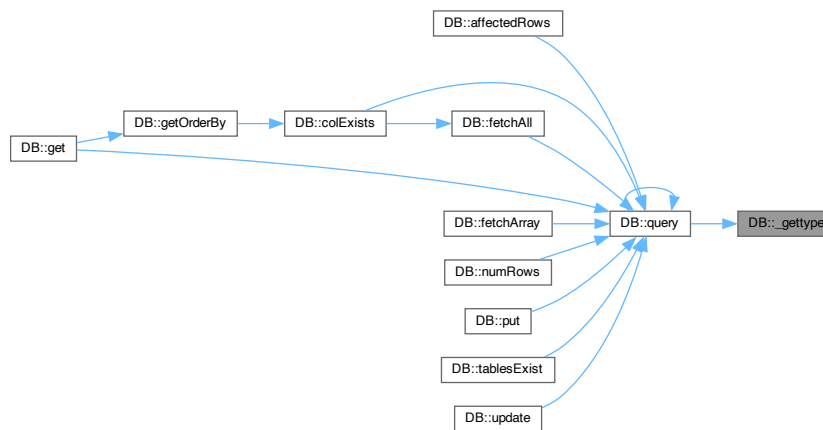 DB::affectedRows
DB::getOrderBy
DB::colExists
DB::fetchAll
DB::get
DB::fetchArray
DB::query
DB::_gettype
DB::numRows
DB::put
DB::tablesExist
DB::update